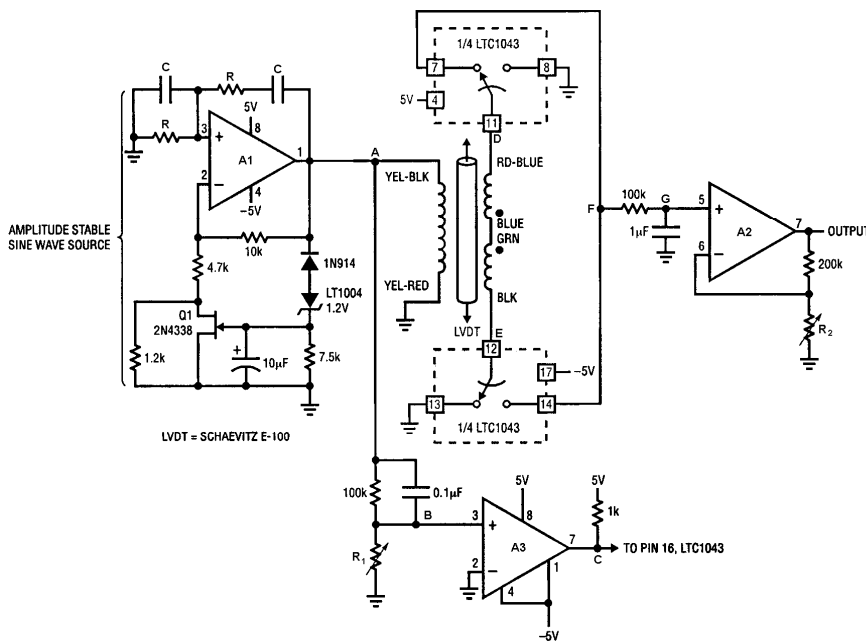 1/4 LTC1043
7
8
5V
4
11
D
C
R
C
R
3
+
5V
8
A1
1
2
–
4
–5V
A
YEL-BLK
YEL-RED
RD-BLUE
BLUE
GRN
BLK
LVDT
E
12
17
–5V
13
14
1/4 LTC1043
F
100k
G
1µF
5
+
6
–
A2
7
OUTPUT
200k
R2
AMPLITUDE STABLE
SINE WAVE SOURCE
10k
4.7k
1N914
LT1004
1.2V
Q1
2N4338
1.2k
+
10µF
7.5k
LVDT = SCHAEVITZ E-100
100k
0.1µF
B
R1
3
+
2
–
5V
8
A3
7
1
4
–5V
5V
1k
C
TO PIN 16, LTC1043